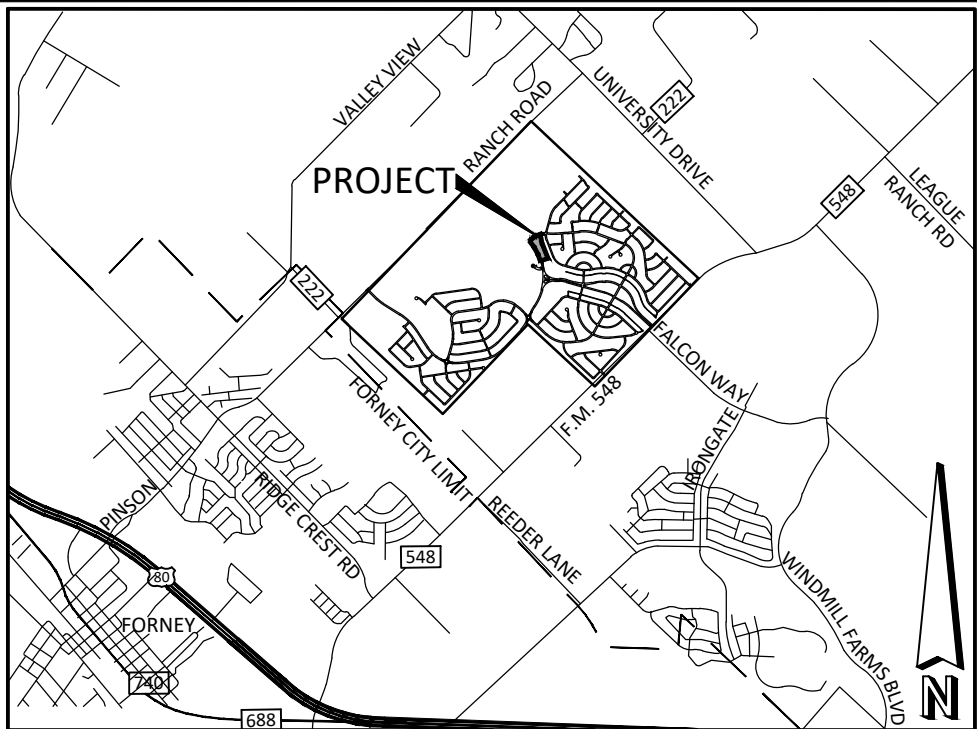 VALLEY VIEW
RANCH ROAD
UNIVERSITY DRIVE
222
PROJECT
548
LEAGUE
RANCH RD
222
FALCON WAY
FORNEY CITY LIMIT
F.M. 548
IRONGATE
PINSON
RIDGE CREST RD
REEDER LANE
548
80
WINDMILL FARMS BLVD
FORNEY
740
688
N